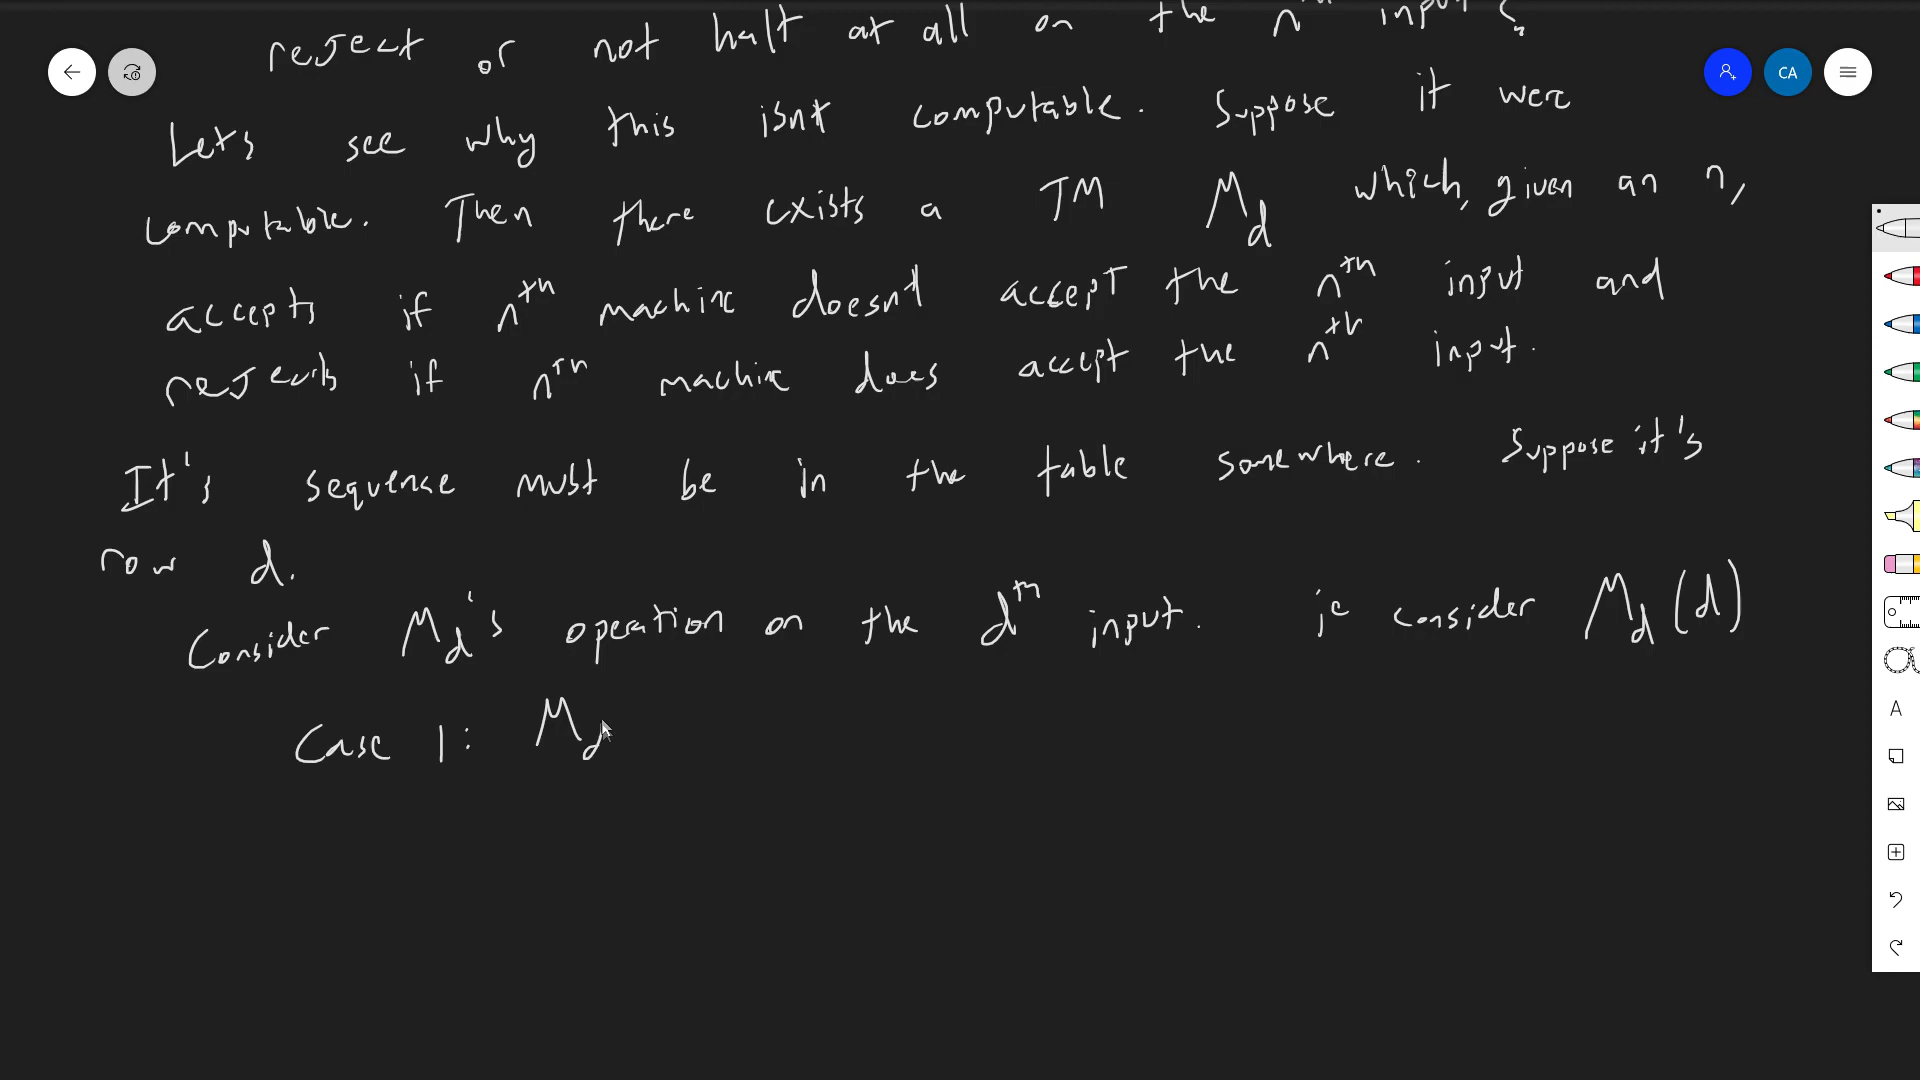 reject or not halt at all on the nth input
Lets see why this isnt computable. Suppose it were
CA
computable. Then there exists a TM Md which, given an n,
accepts if nth machine doesnt accept the nth input and
rejects if nth machine does accept the nth input.
It's sequence must be in the table somewhere. Suppose it's
row d.
Consider Md's operation on the dth input. ie consider Md(d)
Case 1: Md
A